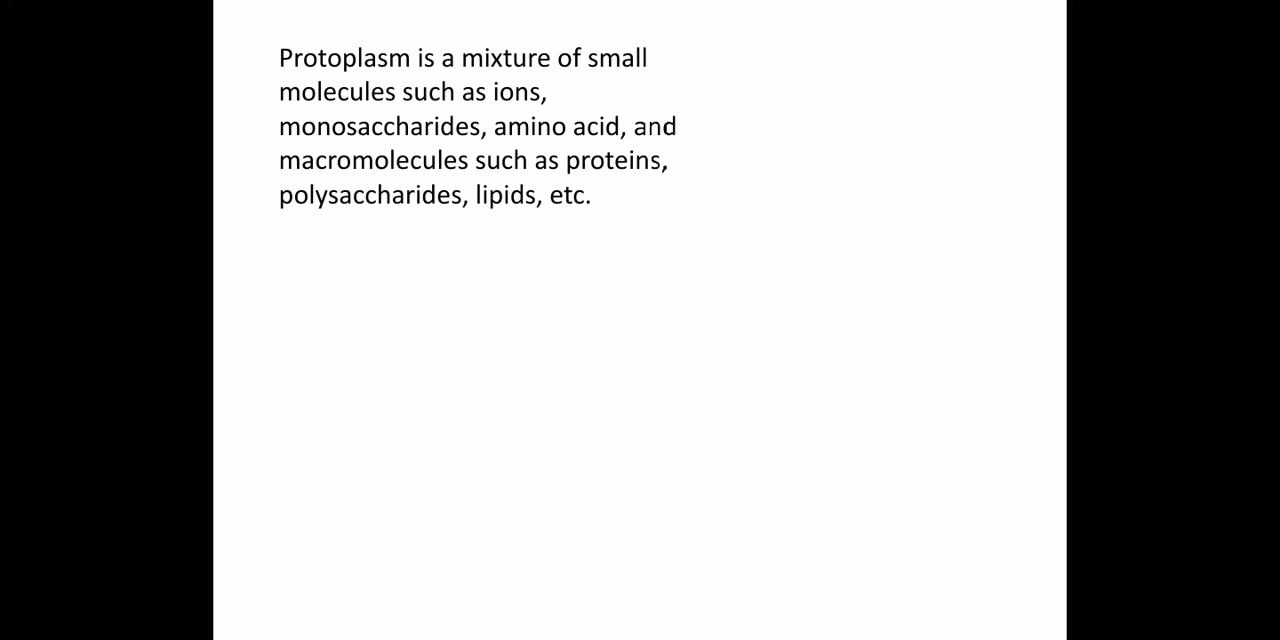 Protoplasm is a mixture of small
molecules such as ions,
monosaccharides, amino acid, and
macromolecules such as proteins,
polysaccharides, lipids, etc.